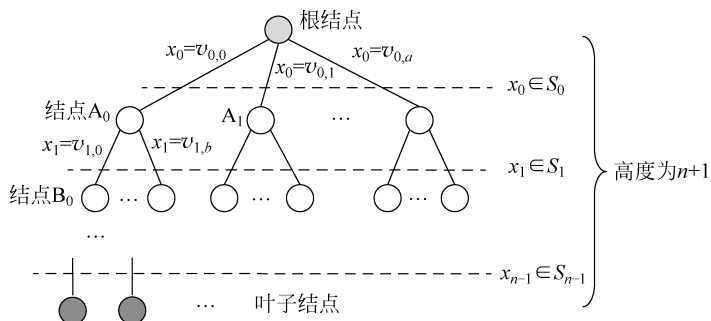 根结点
x₀=v₀,₀
x₀=v₀,₁
x₀=v₀,ₐ
x₀∈S₀
结点A₀
A₁
…
x₁=v₁,₀
x₁=v₁,b
x₁∈S₁
高度为n+1
结点B₀
…
…
…
…
xₙ₋₁∈Sₙ₋₁
…
叶子结点